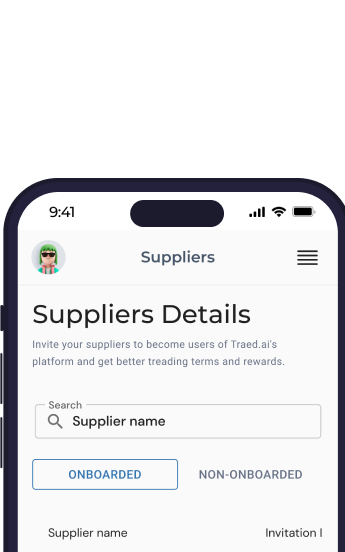 9:41
Suppliers
Suppliers Details
Invite your suppliers to become users of Traed.ai's
platform and get better treading terms and rewards.
Search
Supplier name
ONBOARDED NON-ONBOARDED
Supplier name Invitation